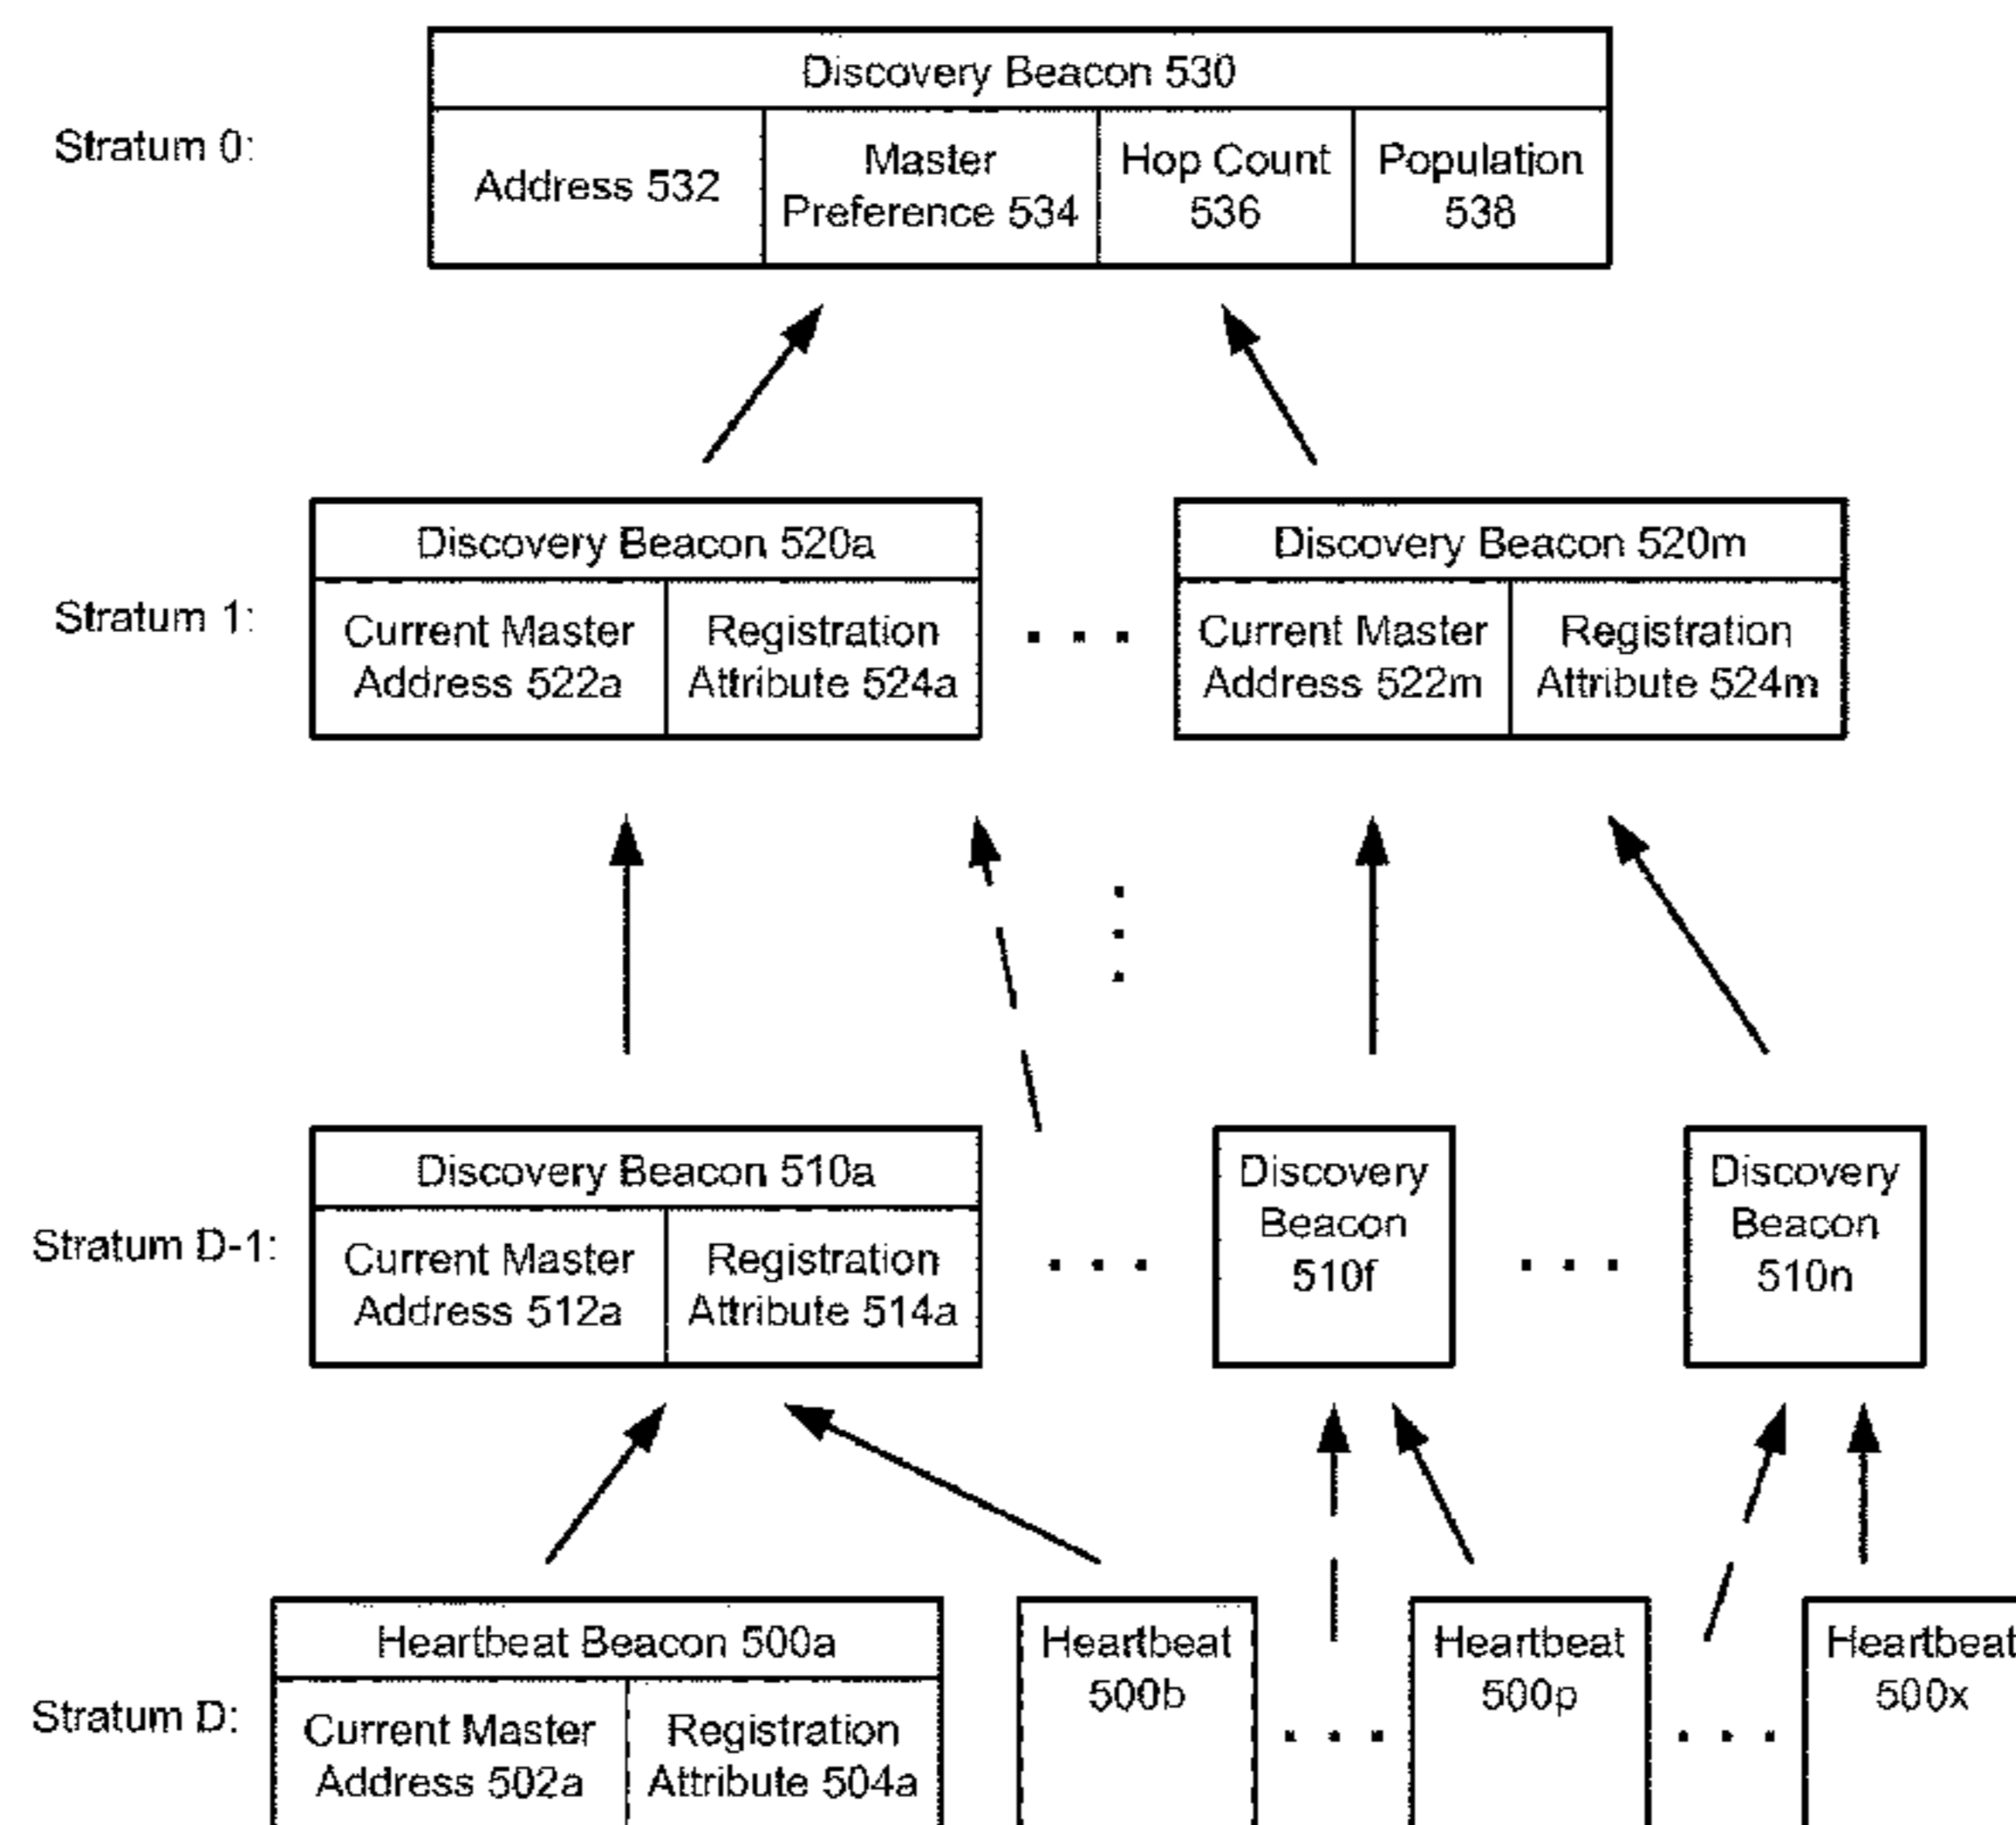 Discovery Beacon 530
Stratum 0:
Address 532
Master
Preference 534
Hop Count
536
Population
538
Discovery Beacon 520a
Discovery Beacon 520m
Stratum 1:
Current Master
Address 522a
Registration
Attribute 524a
. . .
Current Master
Address 522m
Registration
Attribute 524m
Discovery Beacon 510a
Stratum D-1:
Current Master
Address 512a
Registration
Attribute 514a
. . .
Discovery
Beacon
510f
. . .
Discovery
Beacon
510n
Heartbeat Beacon 500a
Stratum D:
Current Master
Address 502a
Registration
Attribute 504a
Heartbeat
500b
. . .
Heartbeat
500p
. . .
Heartbeat
500x